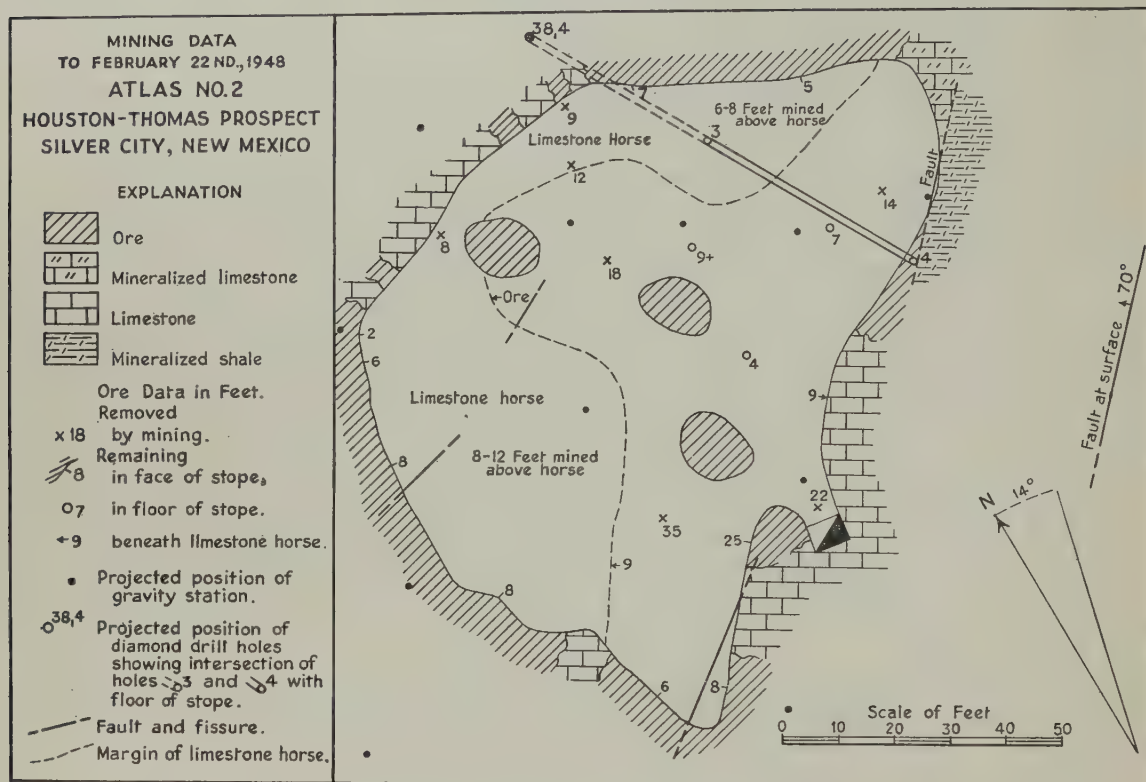 MINING DATA
TO FEBRUARY 22 ND., 1948
ATLAS NO. 2
HOUSTON-THOMAS PROSPECT
SILVER CITY, NEW MEXICO
EXPLANATION
Ore
Mineralized limestone
Limestone
Mineralized shale
Ore Data in Feet.
Removed
x 18 by mining.
Remaining
8 in face of stope.
o 7 in floor of stope.
←9 beneath limestone horse.
Projected position of
gravity station.
38,4
Projected position of
diamond drill holes
showing intersection of
holes 3 and 4 with
floor of stope.
Fault and fissure.
Margin of limestone horse.
38,4
5
6-8 Feet mined
above horse
9
Limestone Horse
3
12
Fault
14
8
7
9+
18
4
←Ore
2
6
4
Limestone horse
9→
8-12 Feet mined
above horse
8
22
35
25
←9
8
6
8
Fault at surface 70°
N
14°
Scale of Feet
0 10 20 30 40 50